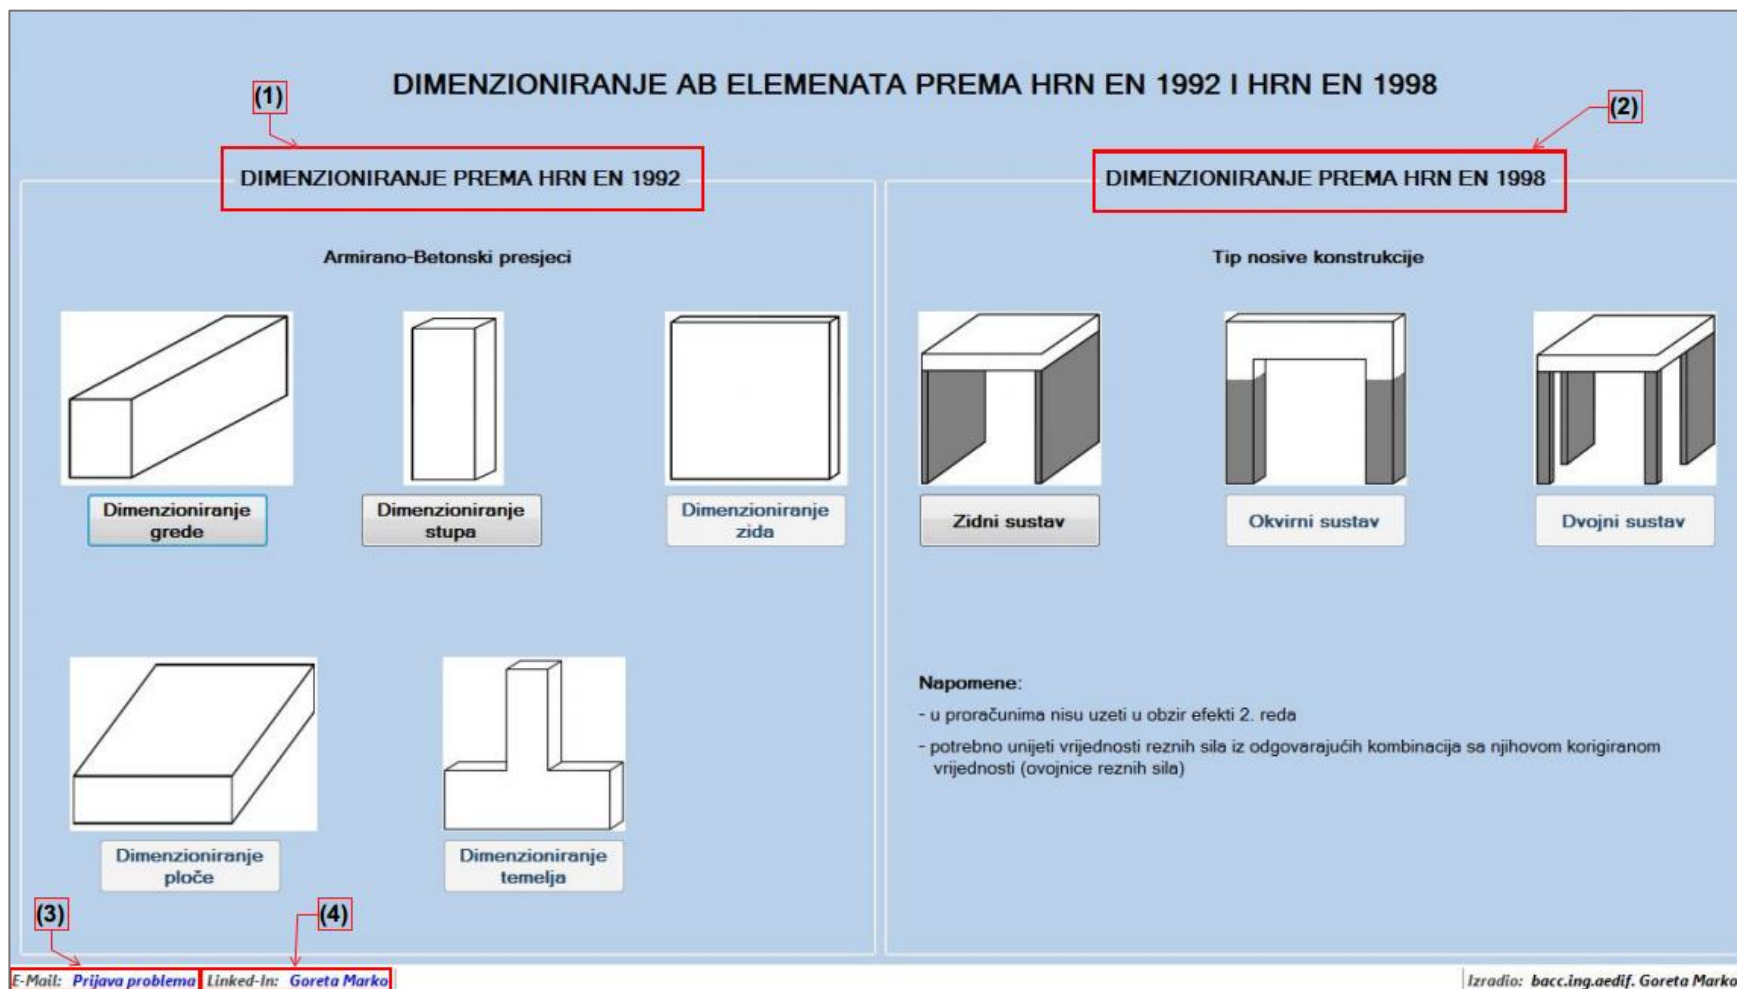 DIMENZIONIRANJE AB ELEMENATA PREMA HRN EN 1992 I HRN EN 1998
(1)
(2)
DIMENZIONIRANJE PREMA HRN EN 1992
Armirano-Betonski presjeci
Dimenzioniranje
grede
Dimenzioniranje
stupa
Dimenzioniranje
zida
Dimenzioniranje
ploče
Dimenzioniranje
temelja
DIMENZIONIRANJE PREMA HRN EN 1998
Tip nosive konstrukcije
Zidni sustav
Okvirni sustav
Dvojni sustav
Napomene:
- u proračunima nisu uzeti u obzir efekti 2. reda
- potrebno unijeti vrijednosti reznih sila iz odgovarajućih kombinacija sa njihovom korigiranom
vrijednosti (ovojnice reznih sila)
(3)
(4)
E-Mail: Prijava problema
Linked-In: Goreta Marko
Izradio: bacc.ing.aedif. Goreta Marko